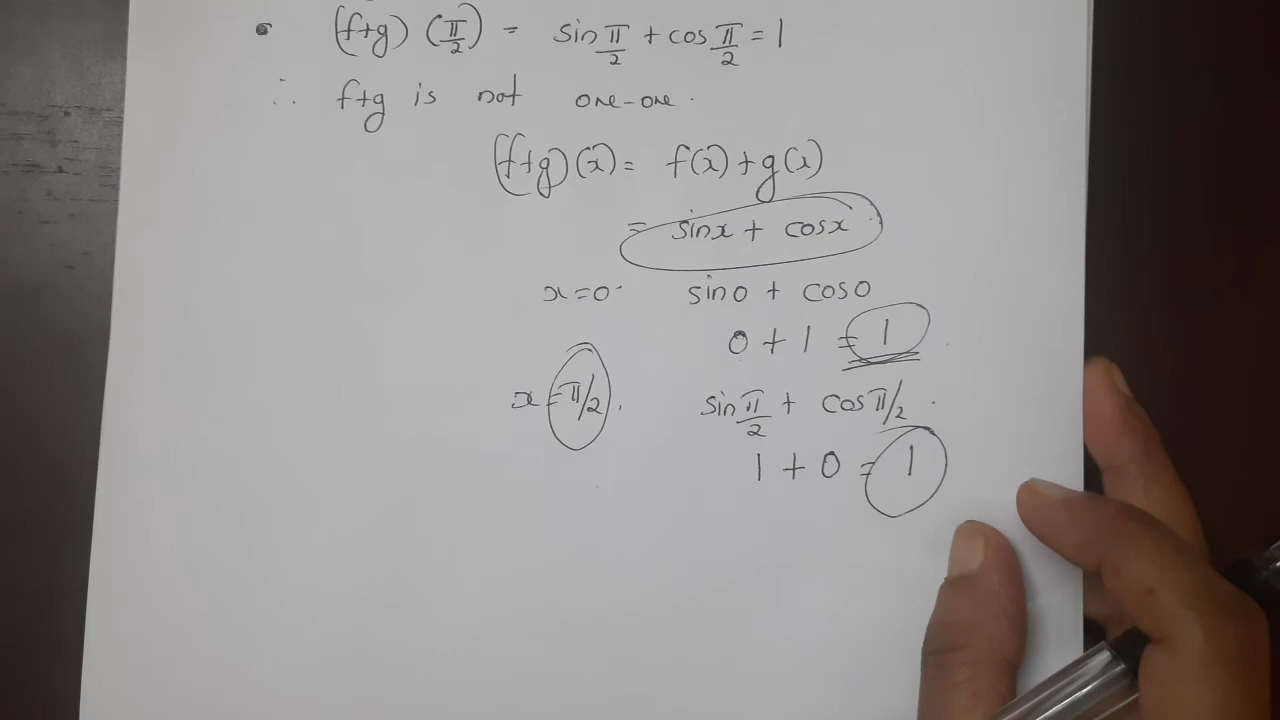 • (f+g) (π/2) = sin π/2 + cos π/2 = 1
∴ f+g is not one-one.
(f+g)(x) = f(x) + g(x)
= sinx + cosx
x=0 sin0 + cos0
0 + 1 = 1
x = π/2, sin π/2 + cos π/2.
1 + 0 = 1